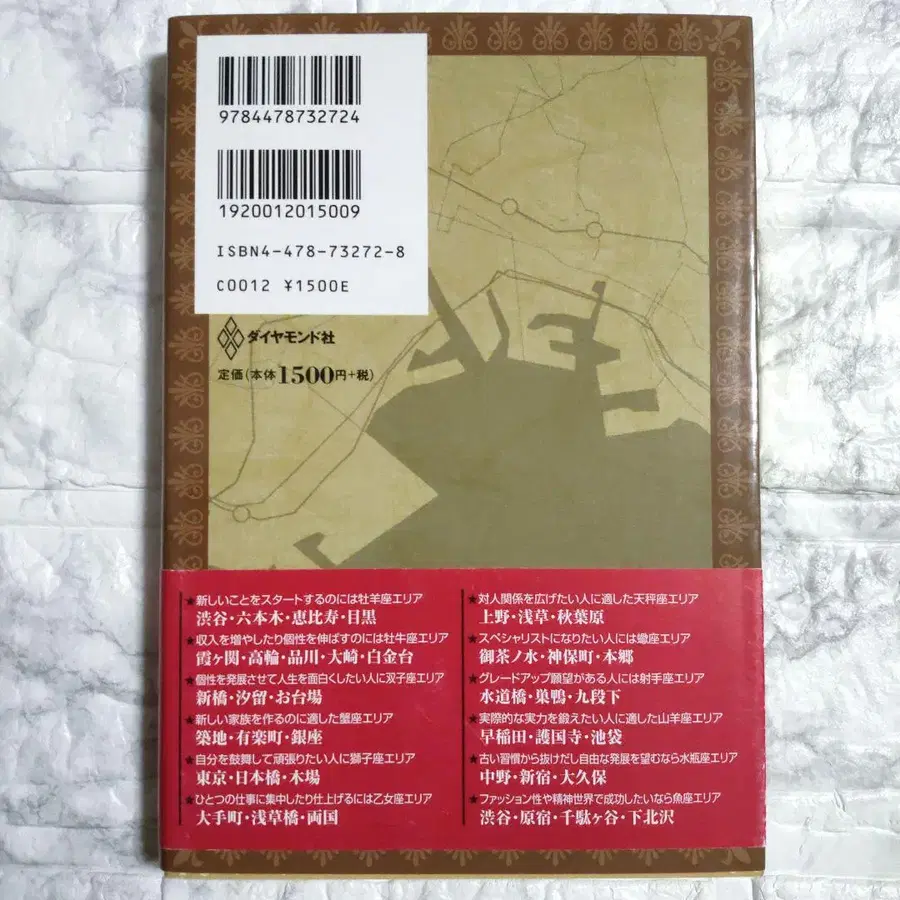 9784478732724
1920012015009
ISBN4-478-73272-8
C0012 ¥1500E
ダイヤモンド社
定価(本体1500円+税)
★新しいことをスタートするのには牡羊座エリア
渋谷・六本木・恵比寿・目黒
★収入を増やしたり個性を伸ばすのには牡牛座エリア
霞ヶ関・高輪・品川・大崎・白金台
★個性を発展させて人生を面白くしたい人に双子座エリア
新橋・汐留・お台場
★新しい家族を作るのに適した蟹座エリア
築地・有楽町・銀座
★自分を鼓舞して頑張りたい人に獅子座エリア
東京・日本橋・木場
★ひとつの仕事に集中したり仕上げるには乙女座エリア
大手町・浅草橋・両国
★対人関係を広げたい人に適した天秤座エリア
上野・浅草・秋葉原
★スペシャリストになりたい人には蠍座エリア
御茶ノ水・神保町・本郷
★グレードアップ願望がある人には射手座エリア
水道橋・巣鴨・九段下
★実際的な実力を鍛えたい人に適した山羊座エリア
早稲田・護国寺・池袋
★古い習慣から抜けだし自由な発展を望むなら水瓶座エリア
中野・新宿・大久保
★ファッション性や精神世界で成功したいなら魚座エリア
渋谷・原宿・千駄ヶ谷・下北沢